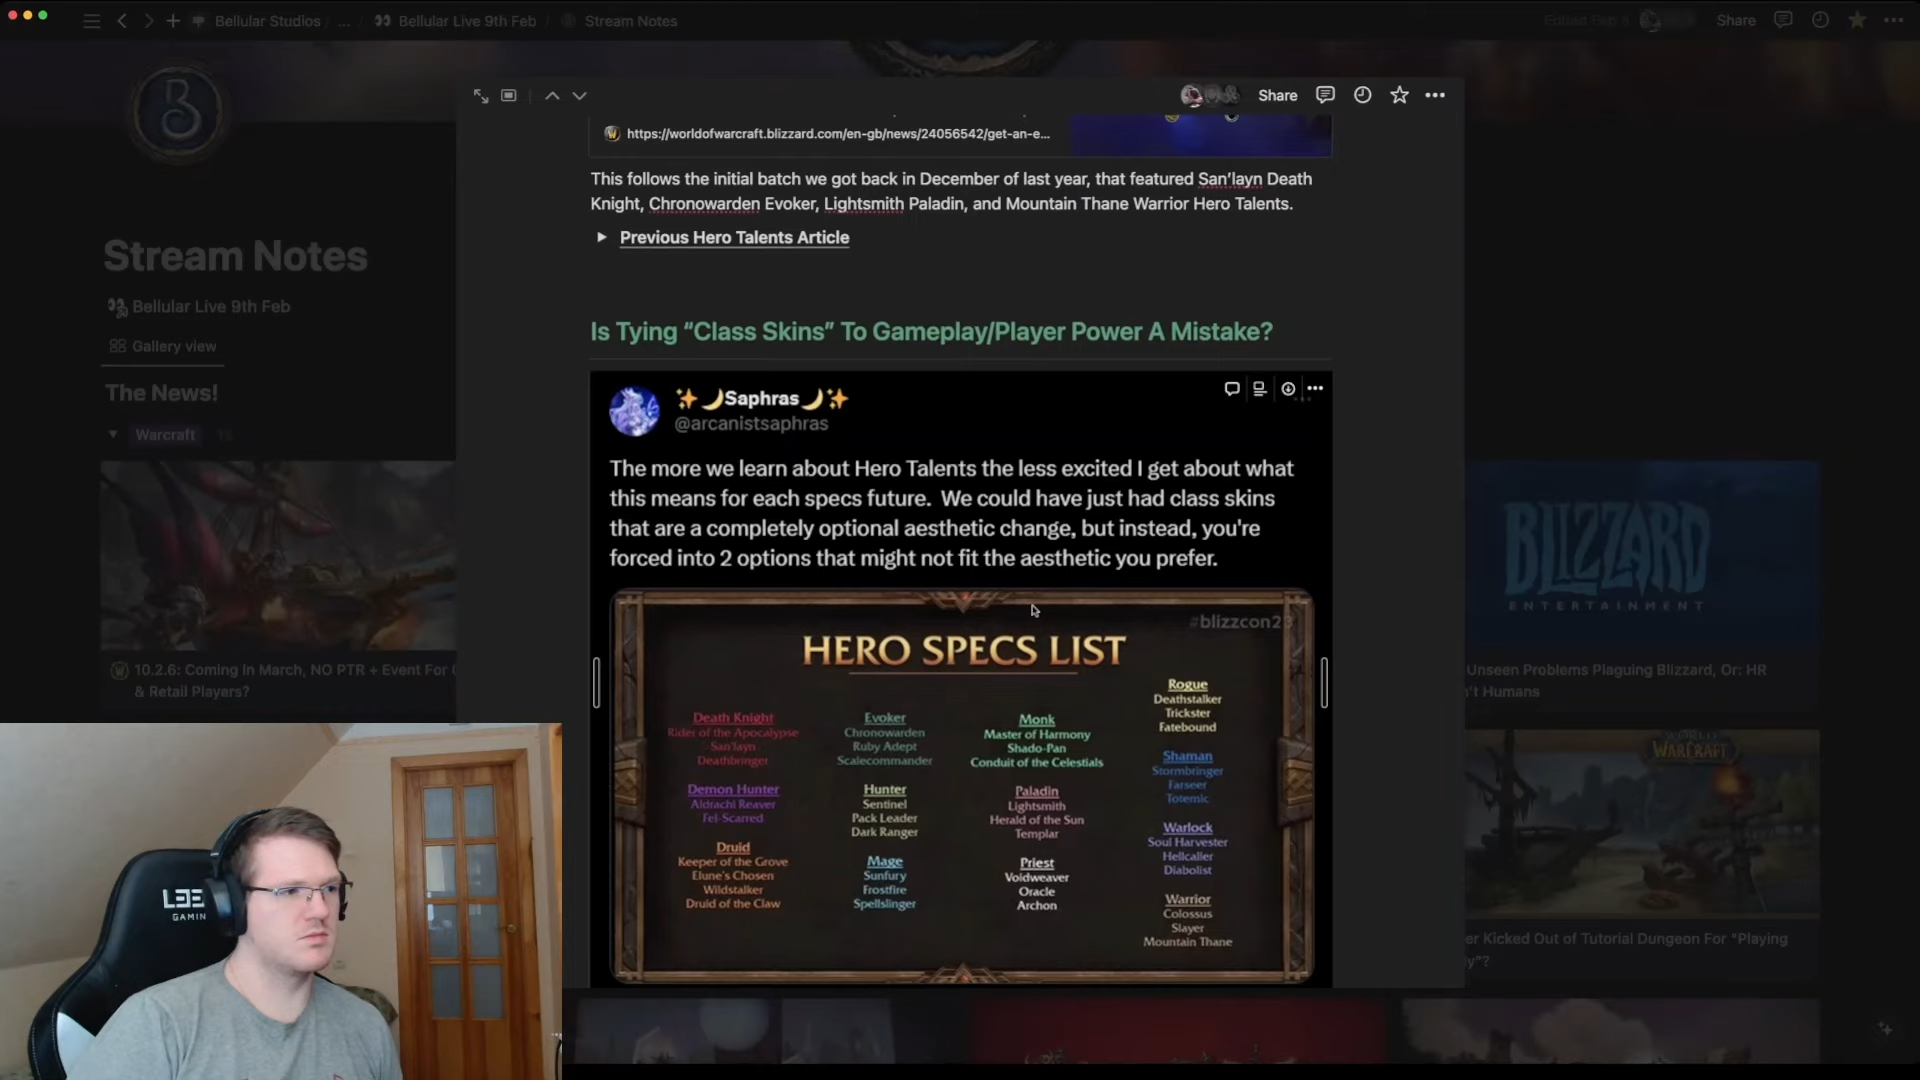 Bellular Studios / ... / Bellular Live 9th Feb / Stream Notes
Share
Share
https://worldofwarcraft.blizzard.com/en-gb/news/24056542/get-an-e...
This follows the initial batch we got back in December of last year, that featured San'layn Death
Knight, Chronowarden Evoker, Lightsmith Paladin, and Mountain Thane Warrior Hero Talents.
Previous Hero Talents Article
Stream Notes
Bellular Live 9th Feb
Gallery view
The News!
Warcraft
10.2.6: Coming In March, NO PTR + Event For
& Retail Players?
Is Tying “Class Skins” To Gameplay/Player Power A Mistake?
✨🌙Saphras🌙✨
@arcanistsaphras
The more we learn about Hero Talents the less excited I get about what
this means for each specs future. We could have just had class skins
that are a completely optional aesthetic change, but instead, you're
forced into 2 options that might not fit the aesthetic you prefer.
#blizzcon23
HERO SPECS LIST
Death Knight
Rider of the Apocalypse
San'layn
Deathbringer
Demon Hunter
Aldrachi Reaver
Fel-Scarred
Druid
Keeper of the Grove
Elune's Chosen
Wildstalker
Druid of the Claw
Evoker
Chronowarden
Ruby Adept
Scalecommander
Hunter
Sentinel
Pack Leader
Dark Ranger
Mage
Sunfury
Frostfire
Spellslinger
Monk
Master of Harmony
Shado-Pan
Conduit of the Celestials
Paladin
Lightsmith
Herald of the Sun
Templar
Priest
Voidweaver
Oracle
Archon
Rogue
Deathstalker
Trickster
Fatebound
Shaman
Stormbringer
Farseer
Totemic
Warlock
Soul Harvester
Hellcaller
Diabolist
Warrior
Colossus
Slayer
Mountain Thane
BLIZZARD
ENTERTAINMENT
Unseen Problems Plaguing Blizzard, Or: HR
't Humans
WORLD OF
WARCRAFT
er Kicked Out of Tutorial Dungeon For “Playing
y”?
GAMIN